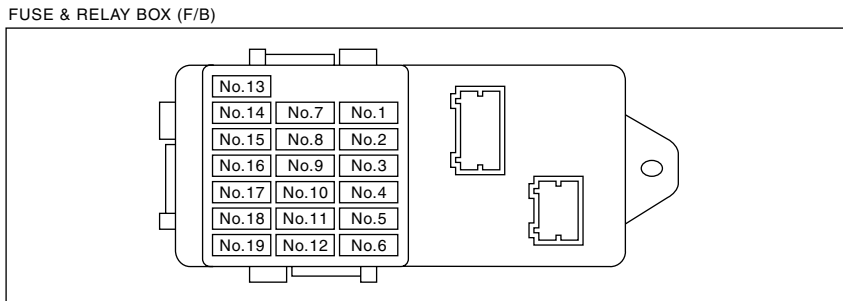 FUSE & RELAY BOX (F/B)
No.13
No.14 No.7 No.1
No.15 No.8 No.2
No.16 No.9 No.3
No.17 No.10 No.4
No.18 No.11 No.5
No.19 No.12 No.6